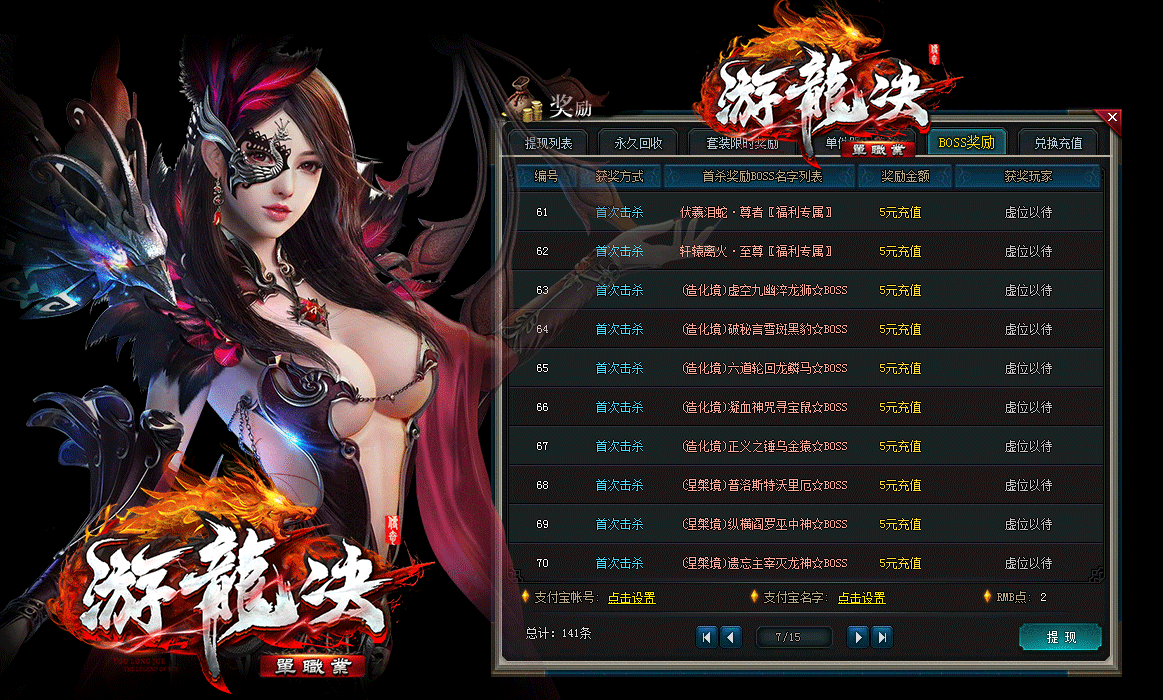 游龍决
單職業
奖励
提现列表 永久回收 套装限时奖励 BOSS奖励 兑换充值
编号 获奖方式 首杀奖励BOSS名字列表 奖励金额 获奖玩家
61 首次击杀 伏羲泪蛇·尊者〖福利专属〗 5元充值 虚位以待
62 首次击杀 轩辕离火·至尊〖福利专属〗 5元充值 虚位以待
63 首次击杀 (造化境)虚空九幽淬龙狮☆BOSS 5元充值 虚位以待
64 首次击杀 (造化境)破秘言雪斑黑豹☆BOSS 5元充值 虚位以待
65 首次击杀 (造化境)六道轮回龙鳞马☆BOSS 5元充值 虚位以待
66 首次击杀 (造化境)凝血神咒寻宝鼠☆BOSS 5元充值 虚位以待
67 首次击杀 (造化境)正义之锤乌金猿☆BOSS 5元充值 虚位以待
68 首次击杀 (涅槃境)普洛斯特沃里厄☆BOSS 5元充值 虚位以待
69 首次击杀 (涅槃境)纵横阎罗巫中神☆BOSS 5元充值 虚位以待
70 首次击杀 (涅槃境)遗忘主宰灭龙神☆BOSS 5元充值 虚位以待
支付宝帐号: 点击设置 支付宝名字: 点击设置 RMB点: 2
总计: 141条 7/15 提现
游龍决
單職業